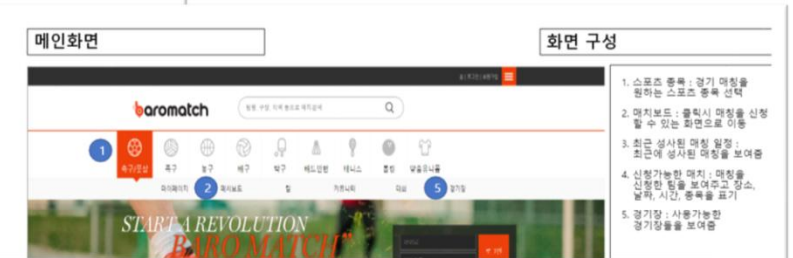 메인화면
화면 구성
baromatch
1
축구/풋살
족구
농구
배구
탁구
배드민턴
테니스
볼링
맞춤유니폼
마이페이지
2
매치보드
팀
커뮤니티
5
경기장
START A REVOLUTION
BARO MATCH"
1. 스포츠 종목 : 경기 매칭을
원하는 스포츠 종목 선택
2. 매치보드 : 클릭시 매칭을 신청
할 수 있는 화면으로 이동
3. 최근 성사된 매칭 일정 :
최근에 성사된 매칭을 보여줌
4. 신청가능한 매치 : 매칭을
신청한 팀을 보여주고 장소,
날짜, 시간, 종목을 표기
5. 경기장 : 사용가능한
경기장들을 보여줌